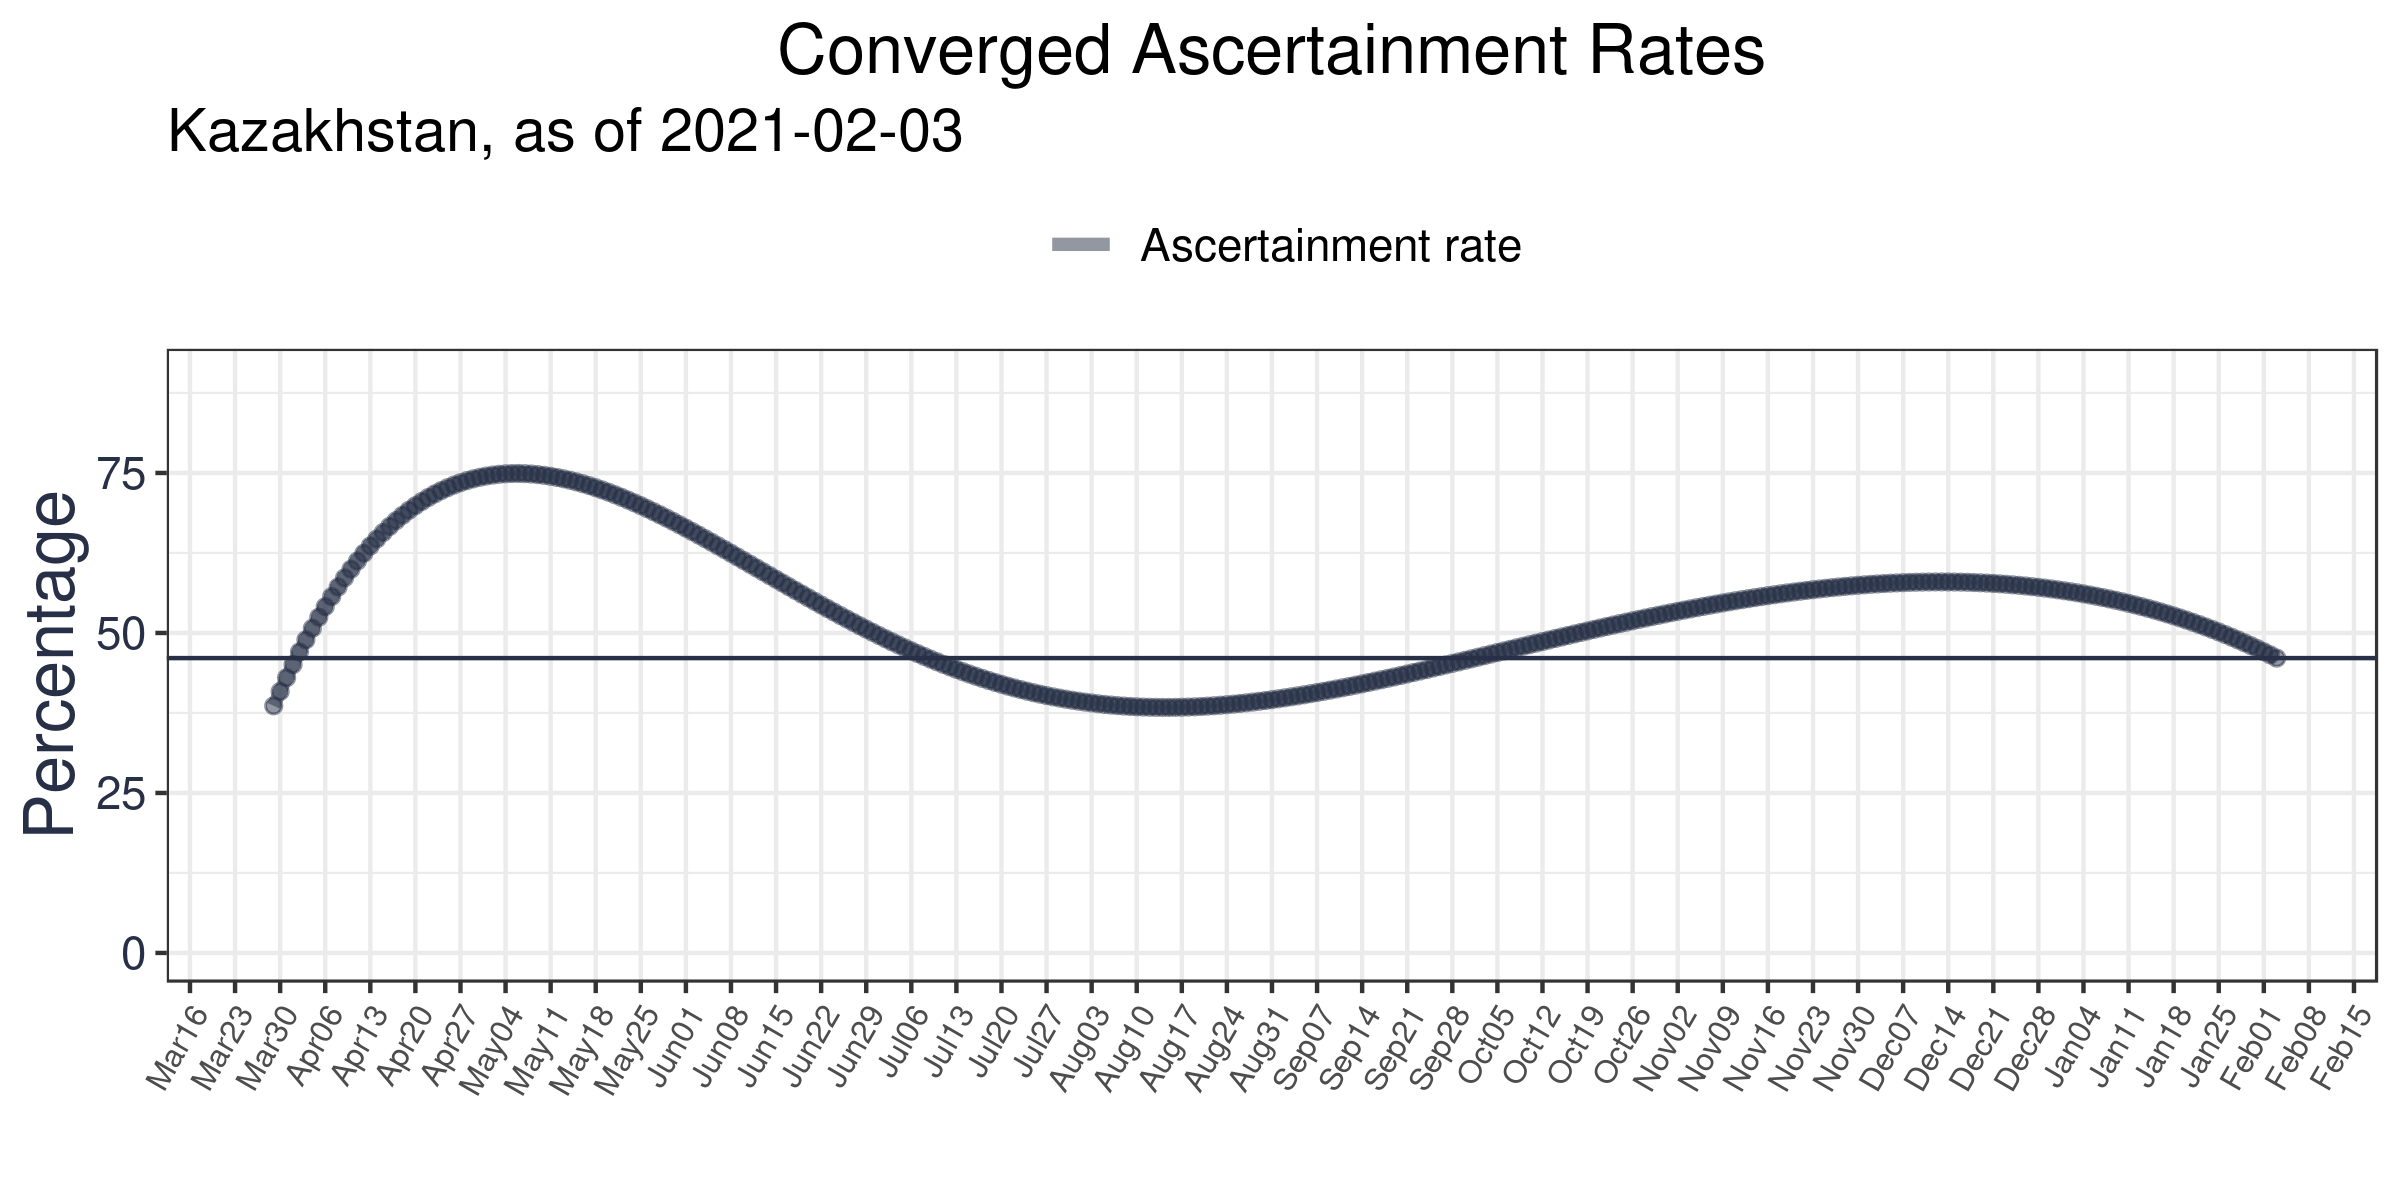 Converged Ascertainment Rates
Kazakhstan, as of 2021-02-03
Ascertainment rate
Percentage
75
50
25
0
Mar16 Mar23 Mar30 Apr06 Apr13 Apr20 Apr27 May04 May11 May18 May25 Jun01 Jun08 Jun15 Jun22 Jun29 Jul06 Jul13 Jul20 Jul27 Aug03 Aug10 Aug17 Aug24 Aug31 Sep07 Sep14 Sep21 Sep28 Oct05 Oct12 Oct19 Oct26 Nov02 Nov09 Nov16 Nov23 Nov30 Dec07 Dec14 Dec21 Dec28 Jan04 Jan11 Jan18 Jan25 Feb01 Feb08 Feb15